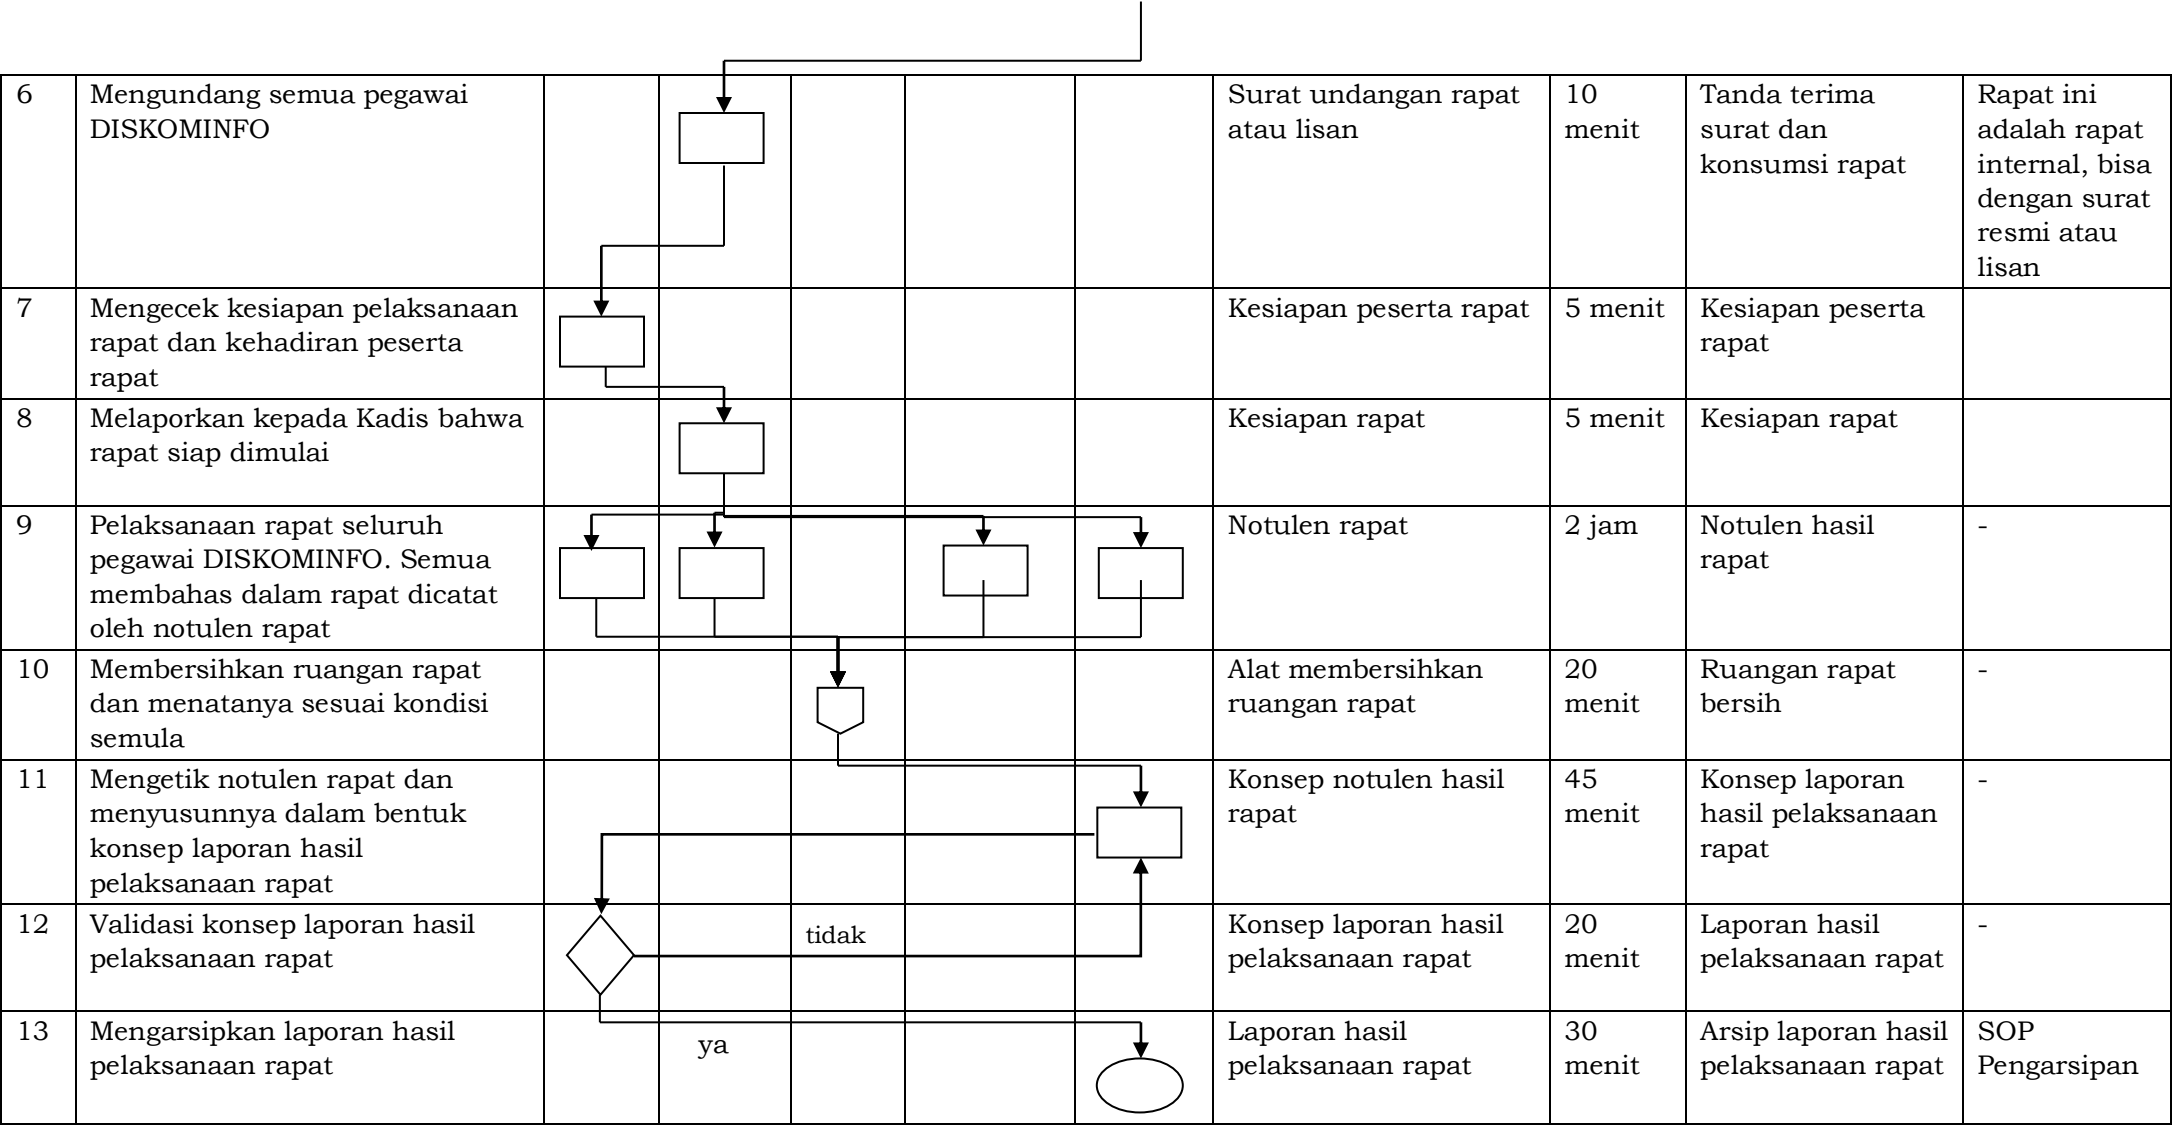 6
Mengundang semua pegawai
DISKOMINFO
Surat undangan rapat
atau lisan
10
menit
Tanda terima
surat dan
konsumsi rapat
Rapat ini
adalah rapat
internal, bisa
dengan surat
resmi atau
lisan
7
Mengecek kesiapan pelaksanaan
rapat dan kehadiran peserta
rapat
Kesiapan peserta rapat
5 menit
Kesiapan peserta
rapat
8
Melaporkan kepada Kadis bahwa
rapat siap dimulai
Kesiapan rapat
5 menit
Kesiapan rapat
9
Pelaksanaan rapat seluruh
pegawai DISKOMINFO. Semua
membahas dalam rapat dicatat
oleh notulen rapat
Notulen rapat
2 jam
Notulen hasil
rapat
-
10
Membersihkan ruangan rapat
dan menatanya sesuai kondisi
semula
Alat membersihkan
ruangan rapat
20
menit
Ruangan rapat
bersih
-
11
Mengetik notulen rapat dan
menyusunnya dalam bentuk
konsep laporan hasil
pelaksanaan rapat
Konsep notulen hasil
rapat
45
menit
Konsep laporan
hasil pelaksanaan
rapat
-
12
Validasi konsep laporan hasil
pelaksanaan rapat
tidak
Konsep laporan hasil
pelaksanaan rapat
20
menit
Laporan hasil
pelaksanaan rapat
-
13
Mengarsipkan laporan hasil
pelaksanaan rapat
ya
Laporan hasil
pelaksanaan rapat
30
menit
Arsip laporan hasil
pelaksanaan rapat
SOP
Pengarsipan